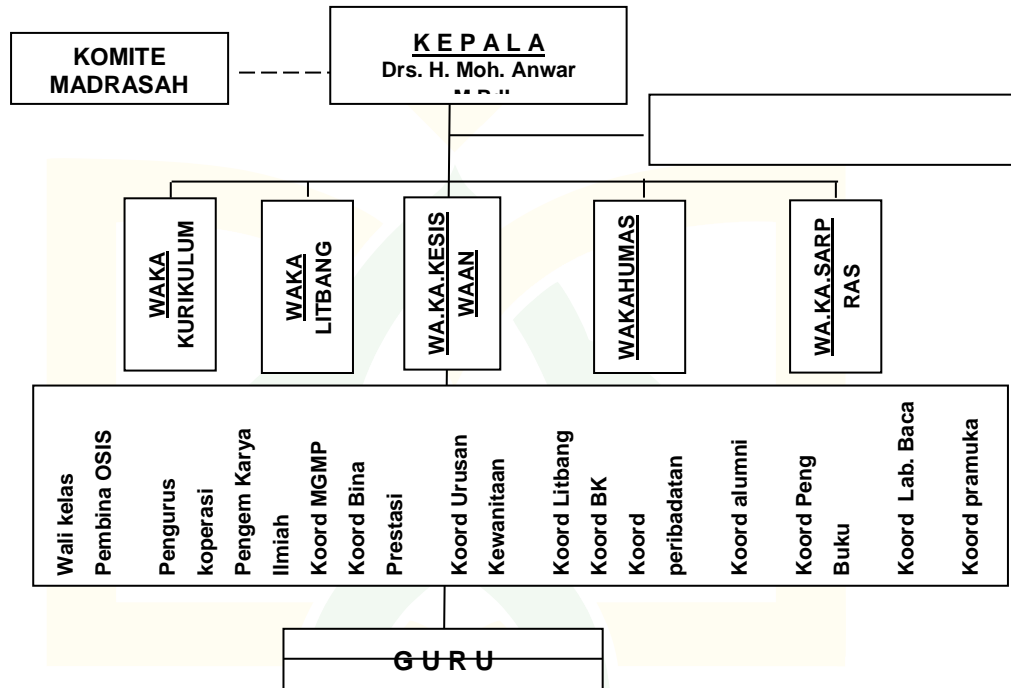 KOMITE
MADRASAH
K E P A L A
Drs. H. Moh. Anwar
WAKA
KURIKULUM
WAKA
LITBANG
WA.KA.KESIS
WAAN
WAKAHUMAS
WA.KA.SARP
RAS
Wali kelas
Pembina OSIS
Pengurus
koperasi
Pengem Karya
Ilmiah
Koord MGMP
Koord Bina
Prestasi
Koord Urusan
Kewanitaan
Koord Litbang
Koord BK
Koord
peribadatan
Koord alumni
Koord Peng
Buku
Koord Lab. Baca
Koord pramuka
G U R U